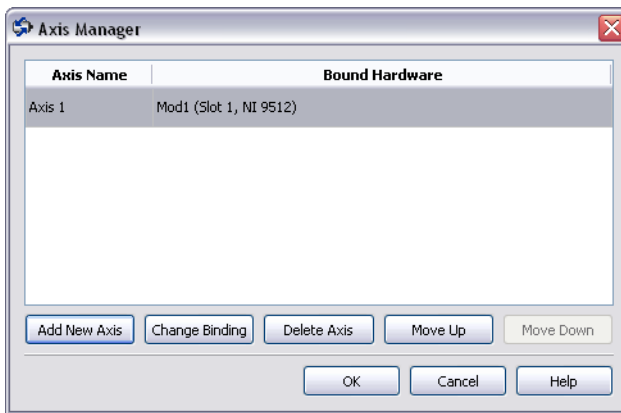 Axis Manager
Axis Name Bound Hardware
Axis 1 Mod1 (Slot 1, NI 9512)
Add New Axis Change Binding Delete Axis Move Up Move Down
OK Cancel Help